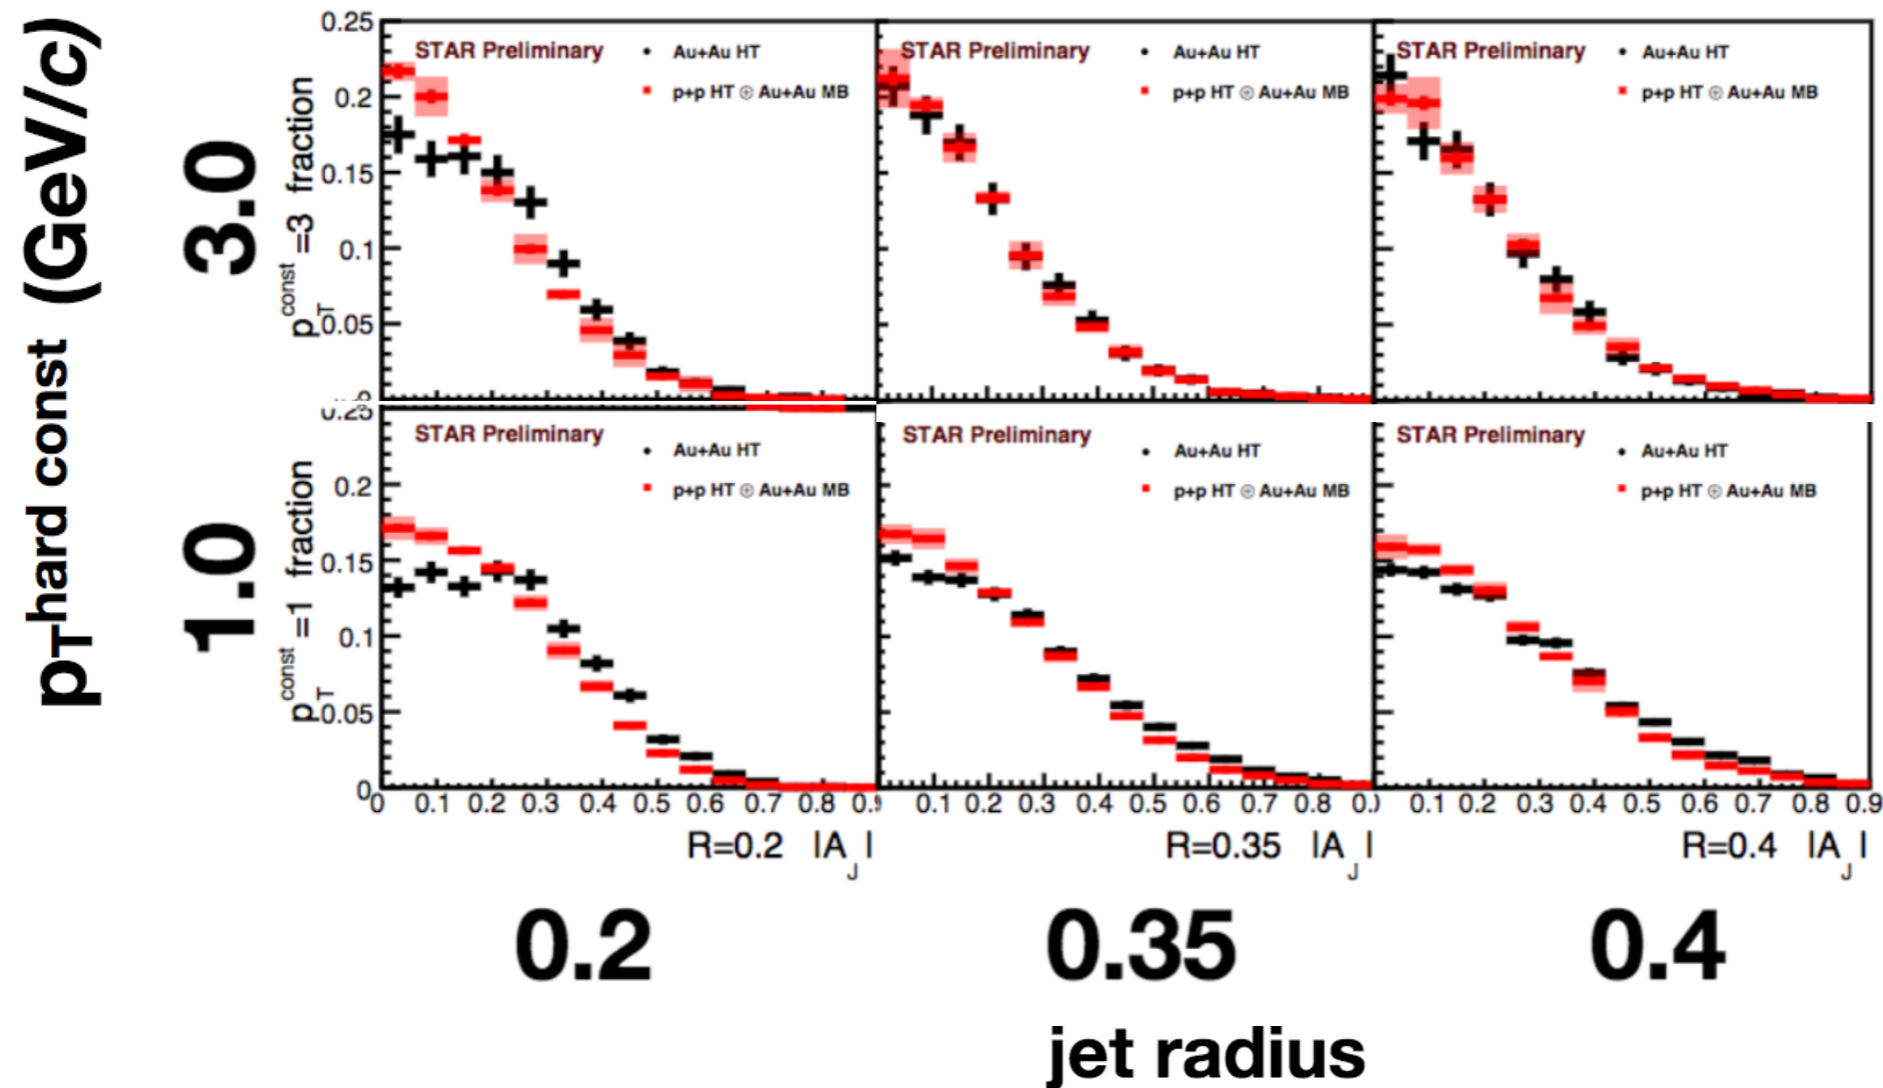 p_T hard const (GeV/c)
3.0
1.0
p_T^const =3 fraction
0.25
0.2
0.15
0.1
0.05
STAR Preliminary
Au+Au HT
p+p HT ⊕ Au+Au MB
STAR Preliminary
Au+Au HT
p+p HT ⊕ Au+Au MB
STAR Preliminary
Au+Au HT
p+p HT ⊕ Au+Au MB
p_T^const =1 fraction
0.2
0.15
0.1
0.05
0
STAR Preliminary
Au+Au HT
p+p HT ⊕ Au+Au MB
STAR Preliminary
Au+Au HT
p+p HT ⊕ Au+Au MB
STAR Preliminary
Au+Au HT
p+p HT ⊕ Au+Au MB
0 0.1 0.2 0.3 0.4 0.5 0.6 0.7 0.8 0.9
0.1 0.2 0.3 0.4 0.5 0.6 0.7 0.8
0.1 0.2 0.3 0.4 0.5 0.6 0.7 0.8 0.9
R=0.2 |A_J|
R=0.35 |A_J|
R=0.4 |A_J|
0.2 0.35 0.4
jet radius